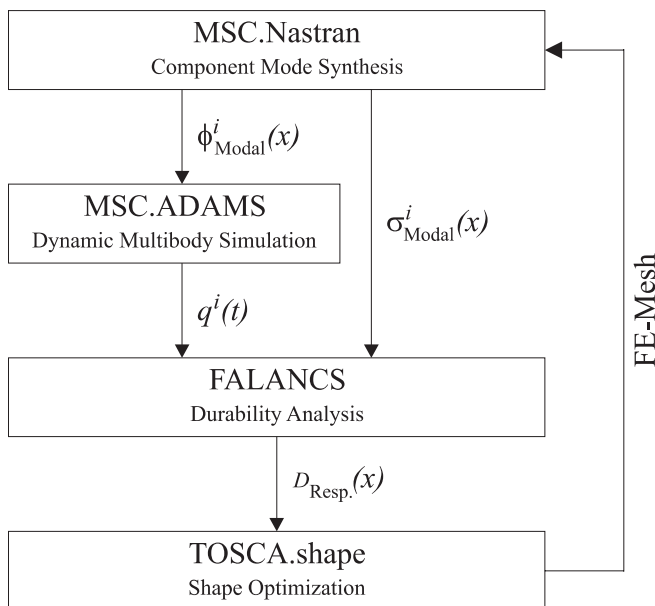 MSC.Nastran
Component Mode Synthesis
ϕ^i_Modal(x)
MSC.ADAMS
Dynamic Multibody Simulation
σ^i_Modal(x)
q^i(t)
FE-Mesh
FALANCS
Durability Analysis
D_Resp.(x)
TOSCA.shape
Shape Optimization